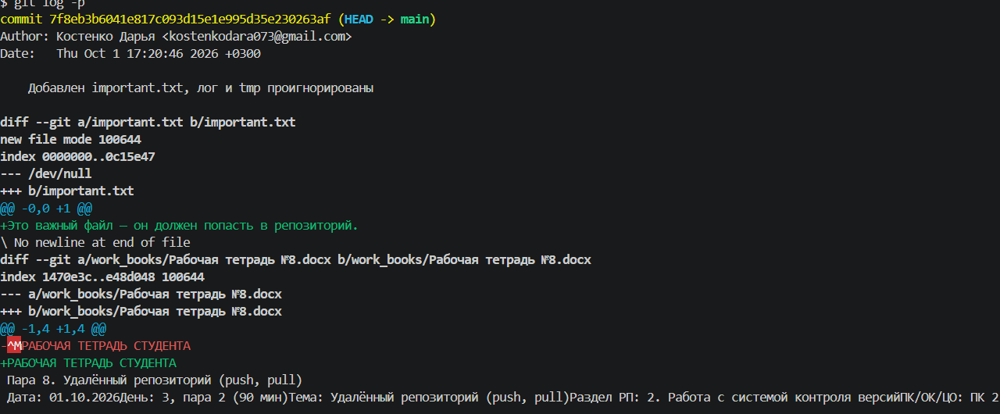 $ git log -p
commit 7f8eb3b6041e817c093d15e1e995d35e230263af (HEAD -> main)
Author: Костенко Дарья <kostenkodara073@gmail.com>
Date:   Thu Oct 1 17:20:46 2026 +0300
Добавлен important.txt, лог и tmp проигнорированы
diff --git a/important.txt b/important.txt
new file mode 100644
index 0000000..0c15e47
--- /dev/null
+++ b/important.txt
@@ -0,0 +1 @@
+Это важный файл — он должен попасть в репозиторий.
\ No newline at end of file
diff --git a/work_books/Рабочая тетрадь №8.docx b/work_books/Рабочая тетрадь №8.docx
index 1470e3c..e48d048 100644
--- a/work_books/Рабочая тетрадь №8.docx
+++ b/work_books/Рабочая тетрадь №8.docx
@@ -1,4 +1,4 @@
-^MРАБОЧАЯ ТЕТРАДЬ СТУДЕНТА
+РАБОЧАЯ ТЕТРАДЬ СТУДЕНТА
Пара 8. Удалённый репозиторий (push, pull)
Дата: 01.10.2026День: 3, пара 2 (90 мин)Тема: Удалённый репозиторий (push, pull)Раздел РП: 2. Работа с системой контроля версийПК/ОК/ЦО: ПК 2